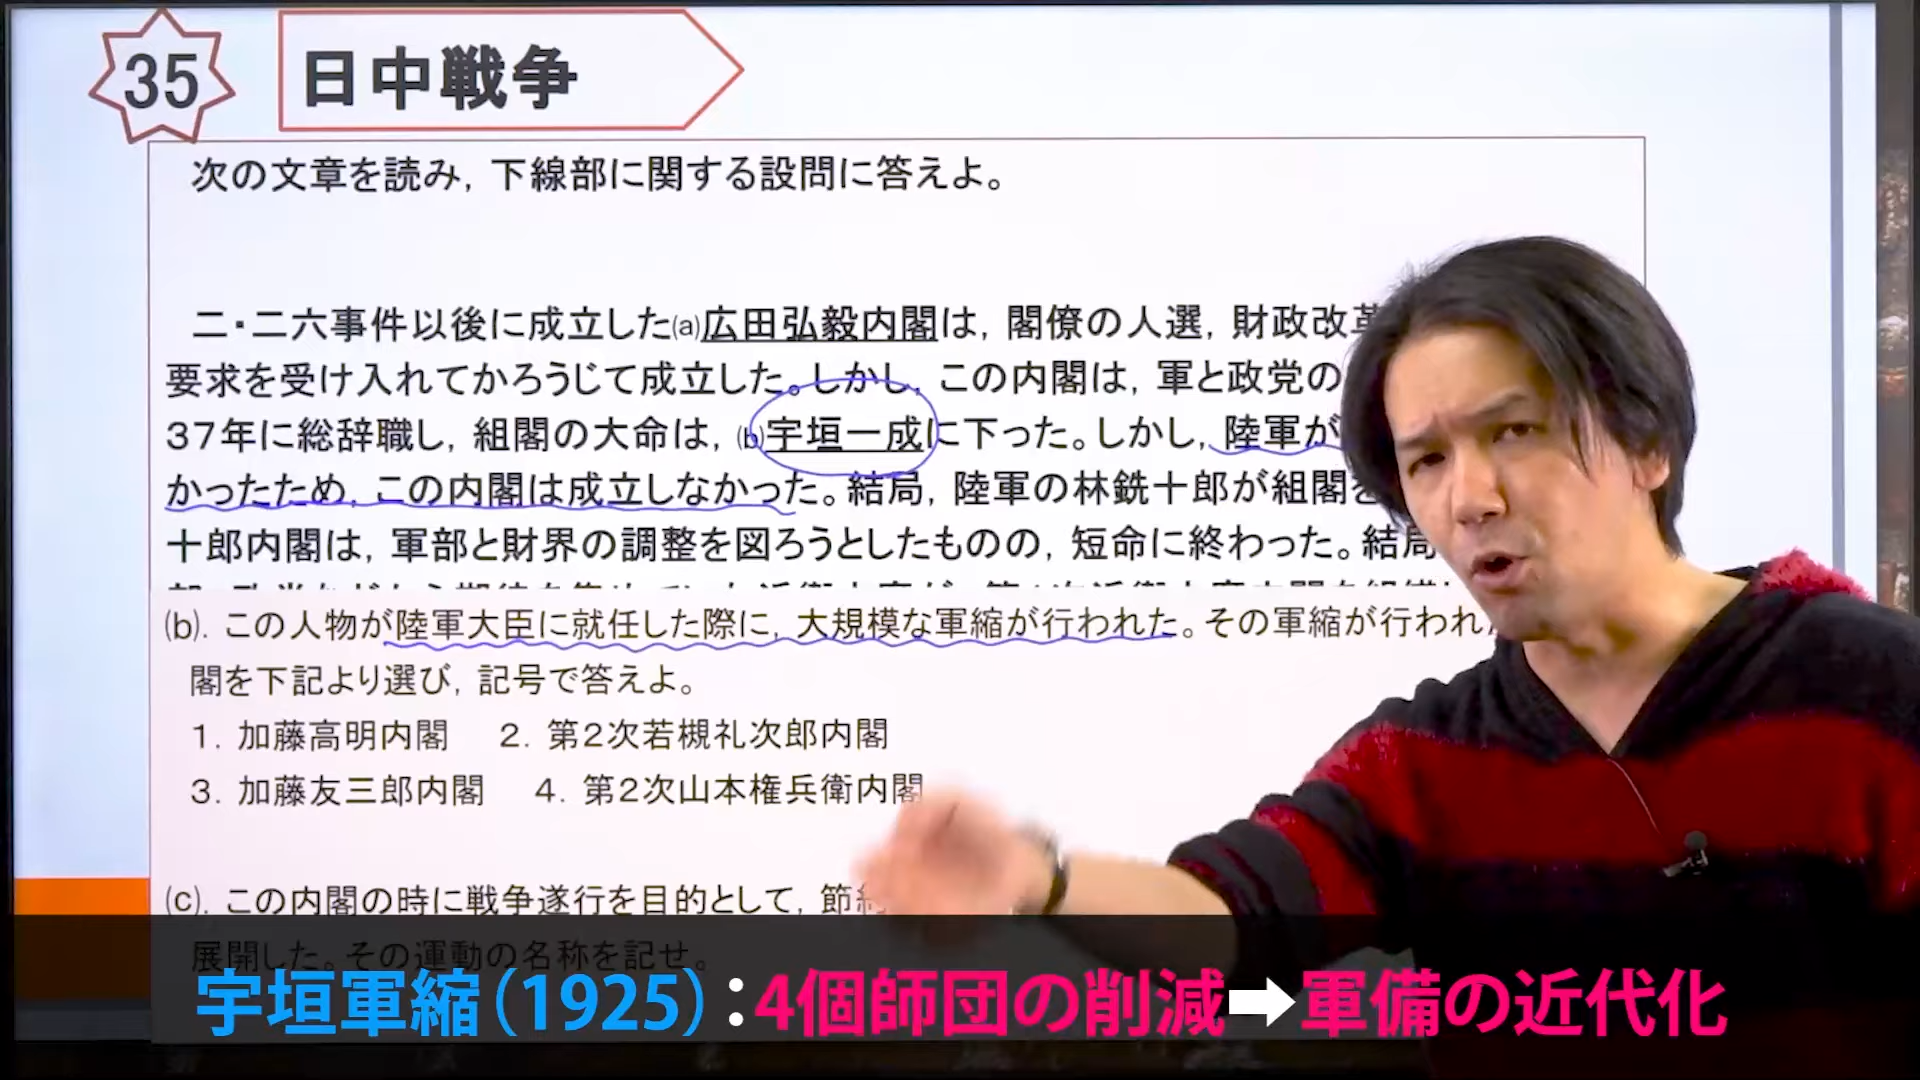 35
日中戦争
次の文章を読み，下線部に関する設問に答えよ。
二・二六事件以後に成立した(a)広田弘毅内閣は，閣僚の人選，財政改革
要求を受け入れてかろうじて成立した。しかし，この内閣は，軍と政党の
37年に総辞職し，組閣の大命は，(b)宇垣一成に下った。しかし，陸軍が
かったため，この内閣は成立しなかった。結局，陸軍の林銑十郎が組閣を
十郎内閣は，軍部と財界の調整を図ろうとしたものの，短命に終わった。結局
(b)．この人物が陸軍大臣に就任した際に，大規模な軍縮が行われた。その軍縮が行われ
閣を下記より選び，記号で答えよ。
1．加藤高明内閣　2．第2次若槻礼次郎内閣
3．加藤友三郎内閣　4．第2次山本権兵衛内閣
(c)．この内閣の時に戦争遂行を目的として，節約
展開した。その運動の名称を記せ。
宇垣軍縮（1925）：4個師団の削減➡軍備の近代化